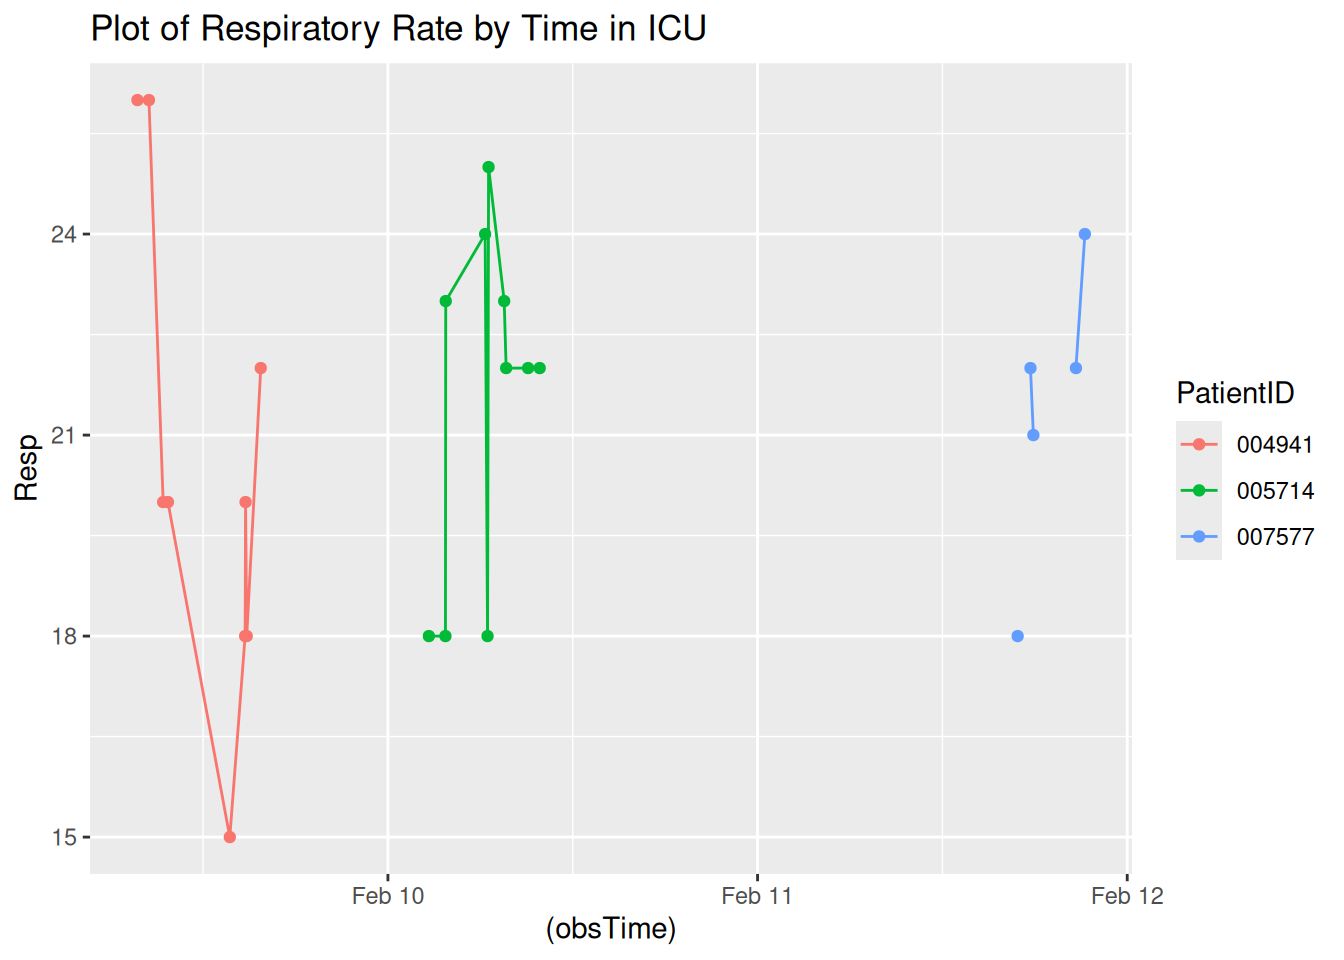 Plot of Respiratory Rate by Time in ICU
24
21
18
15
Resp
Feb 10
Feb 11
Feb 12
(obsTime)
PatientID
004941
005714
007577